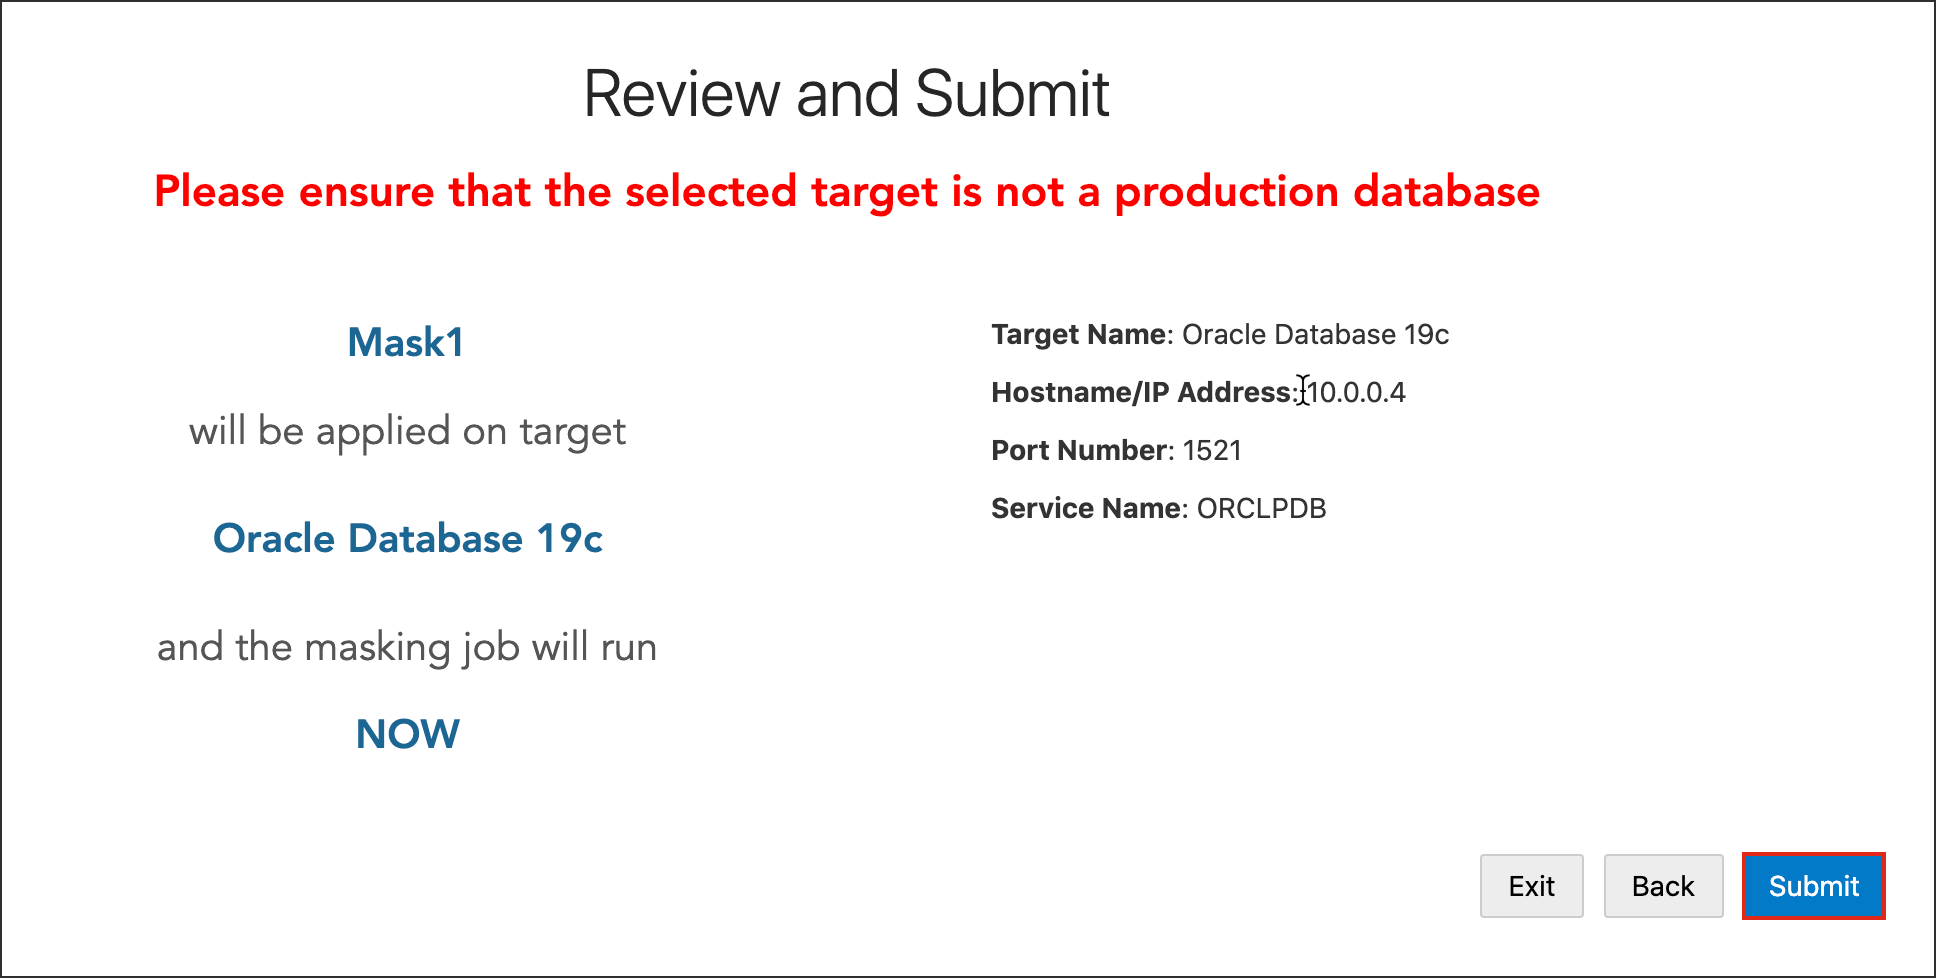 Review and Submit
Please ensure that the selected target is not a production database
Mask1
will be applied on target
Oracle Database 19c
and the masking job will run
NOW
Target Name: Oracle Database 19c
Hostname/IP Address: 10.0.0.4
Port Number: 1521
Service Name: ORCLPDB
Exit
Back
Submit